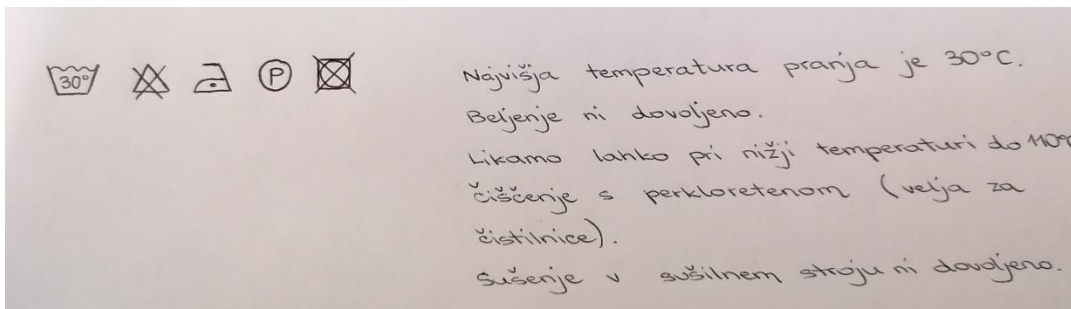 30° P
Najvišja temperatura pranja je 30°C.
Beljenje ni dovoljeno.
Likamo lahko pri nižji temperaturi do 110°C
čiščenje s perkloretenom (velja za
čistilnice).
Sušenje v sušilnem stroju ni dovoljeno.